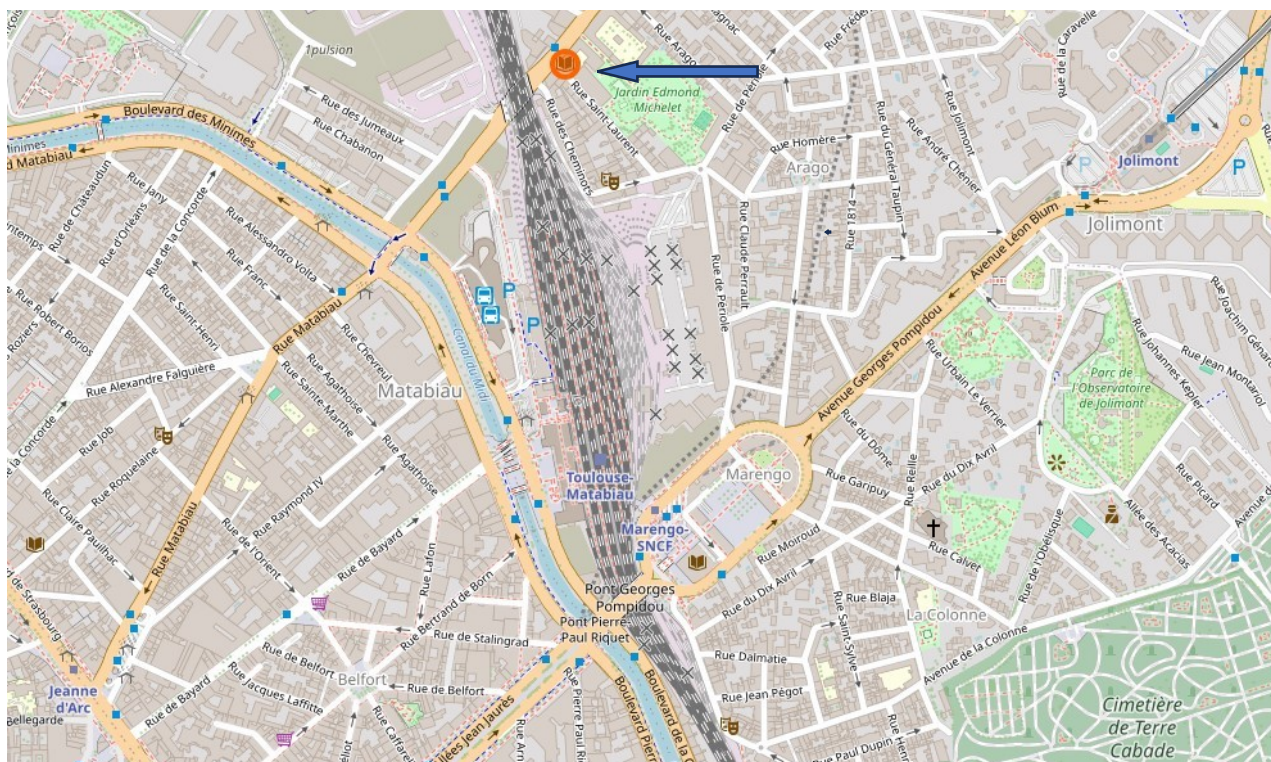 1pulsion
Boulevard des Minimes
Minimes
d Matabiau
Rue des Jumeaux
Rue Chabanon
Rue Arago
Rue de Périole
Jardin Edmond
Michelet
Rue Saint-Laurent
Rue des Cheminots
Rue Homère
Arago
Rue du Général Taupin
Rue Jolimont
Rue André Chénier
Rue de la Caravelle
P
Jolimont
P
P
Jolimont
Rue de Châteaudun
Rue d'Orléans
Rue Jany
Rue de la Concorde
Rue Alessandro Volta
Rue Franc
Rue Saint-Henri
Rue Robert Borios
Rue Matabiau
Rue Chevreul
Rue Agathoise
Rue Sainte-Marthe
Rue Agathoise
Rue Alexandre Falguière
Matabiau
Canal du Midi
P
P
Rue de Périole
Rue Claude Perrault
Rue 1814
Avenue Léon Blum
Avenue Georges Pompidou
Rue Urbain Le Verrier
Parc de
l'Observatoire
de Jolimont
Rue Johannes Kepler
Rue Jean Montariol
Rue Joachim Génard
Rue Job
Rue Roquelaine
Rue Raymond IV
Rue Claire Pauilhac
Rue Matabiau
Rue de l'Orient
Rue de Bayard
Rue Lafon
Rue Bertrand de Born
Toulouse-
Matabiau
Marengo-
SNCF
Marengo
Rue du Dôme
Rue Reille
Rue du Dix Avril
Rue Garipuy
Rue Moiroud
Rue Calvet
Rue de l'Obélisque
Allée des Acacias
Rue Picard
Avenue de
Pont Georges
Pompidou
Pont Pierre-
Paul Riquet
Rue du Dix Avril
Rue Blaja
Rue Saint-Sylve
La Colonne
Avenue de la Colonne
Rue Dalmatie
Rue Jean Pégot
Rue Paul Dupin
Rue Hen
Cimetière
de Terre
Cabade
de Strasbourg
Jeanne
d'Arc
Bellegarde
Rue de Bayard
Rue Jacques Laffitte
Rue de Stalingrad
Rue de Belfort
Belfort
Rue de Belfort
Rue Caffarel
Allées Jean Jaurès
Rue Pierre Paul Ri
Boulevard Pierre
Boulevard de la G